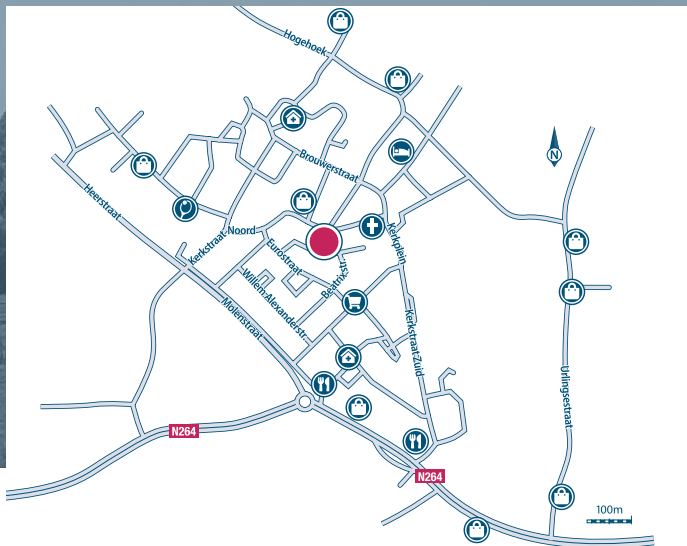 Hogehoek
Brouwerstraat
Heerstraat
Kerkstraat Noord
Eurostraat
Kerkplein
Beatrixstr.
Willem-Alexanderstr.
Molenstraat
Kerkstraat Zuid
Urlingsestraat
N
N264
N264
100m